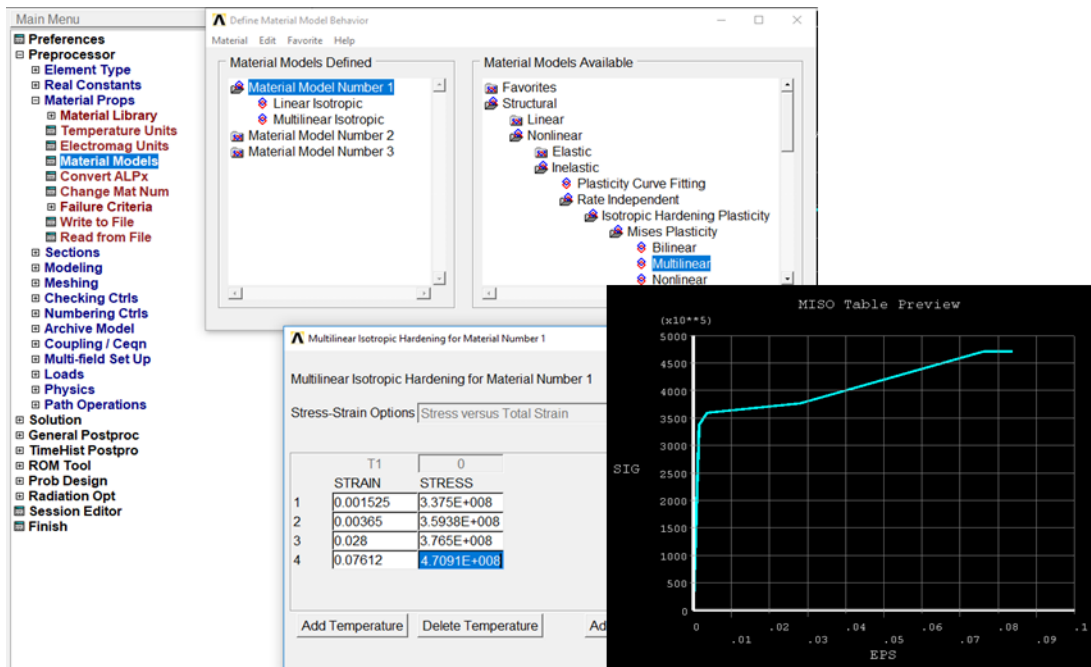 Main Menu
Preferences
Preprocessor
Element Type
Real Constants
Material Props
Material Library
Temperature Units
Electromag Units
Material Models
Convert ALPx
Change Mat Num
Failure Criteria
Write to File
Read from File
Sections
Modeling
Meshing
Checking Ctrls
Numbering Ctrls
Archive Model
Coupling / Ceqn
Multi-field Set Up
Loads
Physics
Path Operations
Solution
General Postproc
TimeHist Postpro
ROM Tool
Prob Design
Radiation Opt
Session Editor
Finish
Define Material Model Behavior
Material Edit Favorite Help
Material Models Defined
Material Model Number 1
Linear Isotropic
Multilinear Isotropic
Material Model Number 2
Material Model Number 3
Material Models Available
Favorites
Structural
Linear
Nonlinear
Elastic
Inelastic
Plasticity Curve Fitting
Rate Independent
Isotropic Hardening Plasticity
Mises Plasticity
Bilinear
Multilinear
Nonlinear
Multilinear Isotropic Hardening for Material Number 1
Multilinear Isotropic Hardening for Material Number 1
Stress-Strain Options Stress versus Total Strain
T1 0
STRAIN STRESS
1 0.001525 3.375E+008
2 0.00365 3.5938E+008
3 0.028 3.765E+008
4 0.07612 4.7091E+008
Add Temperature Delete Temperature Ad
MISO Table Preview
(x10**5)
5000
4500
4000
3500
3000
2500
2000
1500
1000
500
0
SIG
0 .02 .04 .06 .08 .1
.01 .03 .05 .07 .09
EPS